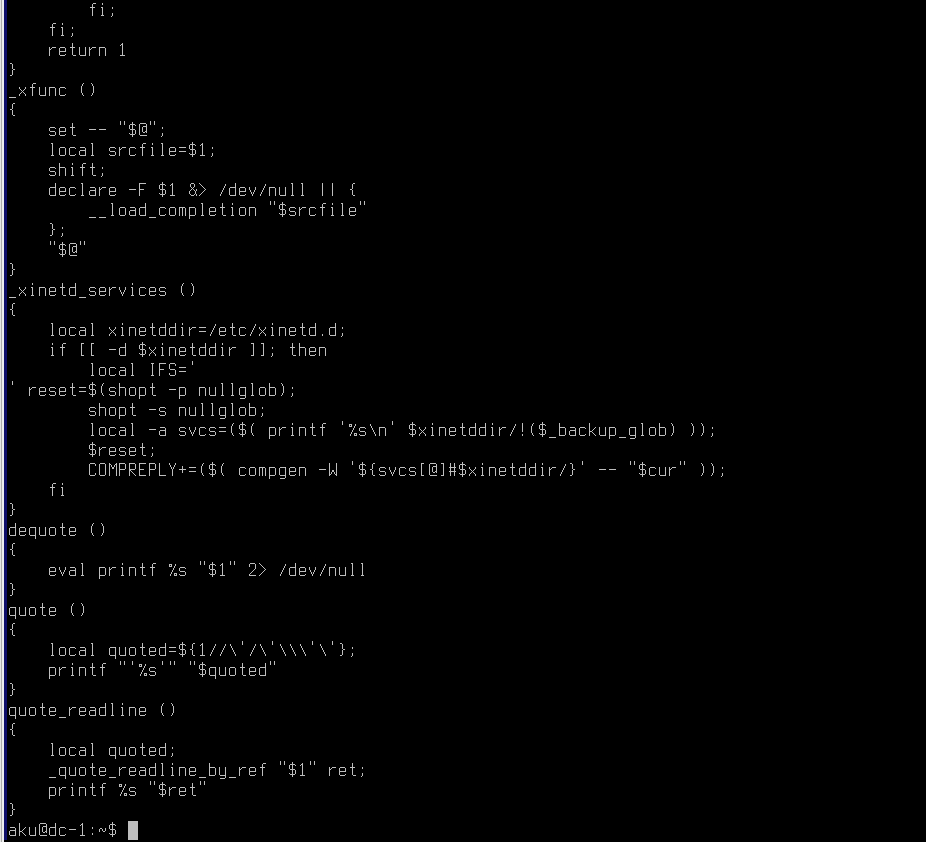 fi;
    fi;
    return 1
}
_xfunc ()
{
    set -- "$@";
    local srcfile=$1;
    shift;
    declare -F $1 &> /dev/null || {
        __load_completion "$srcfile"
    };
    "$@"
}
_xinetd_services ()
{
    local xinetddir=/etc/xinetd.d;
    if [[ -d $xinetddir ]]; then
        local IFS='
' reset=$(shopt -p nullglob);
        shopt -s nullglob;
        local -a svcs=($( printf '%s\n' $xinetddir/!($_backup_glob) ));
        $reset;
        COMPREPLY+=($( compgen -W '${svcs[@]#$xinetddir/}' -- "$cur" ));
    fi
}
dequote ()
{
    eval printf %s "$1" 2> /dev/null
}
quote ()
{
    local quoted=${1//\'/\'\\\'\'};
    printf "'%s'" "$quoted"
}
quote_readline ()
{
    local quoted;
    _quote_readline_by_ref "$1" ret;
    printf %s "$ret"
}
aku@dc-1:~$